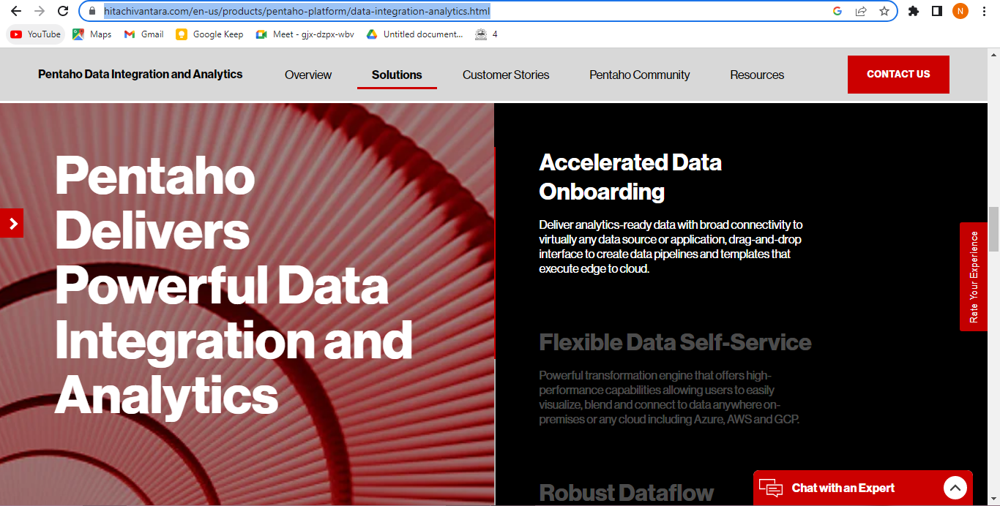 hitachivantara.com/en-us/products/pentaho-platform/data-integration-analytics.html
G
N
YouTube
Maps
Gmail
Google Keep
Meet - gjx-dzpx-wbv
Untitled document...
4
Pentaho Data Integration and Analytics
Overview
Solutions
Customer Stories
Pentaho Community
Resources
CONTACT US
Pentaho
Delivers
Powerful Data
Integration and
Analytics
Accelerated Data
Onboarding
Deliver analytics-ready data with broad connectivity to
virtually any data source or application, drag-and-drop
interface to create data pipelines and templates that
execute edge to cloud.
Flexible Data Self-Service
Powerful transformation engine that offers high-
performance capabilities allowing users to easily
visualize, blend and connect to data anywhere on-
premises or any cloud including Azure, AWS and GCP.
Robust Dataflow
Rate Your Experience
Chat with an Expert